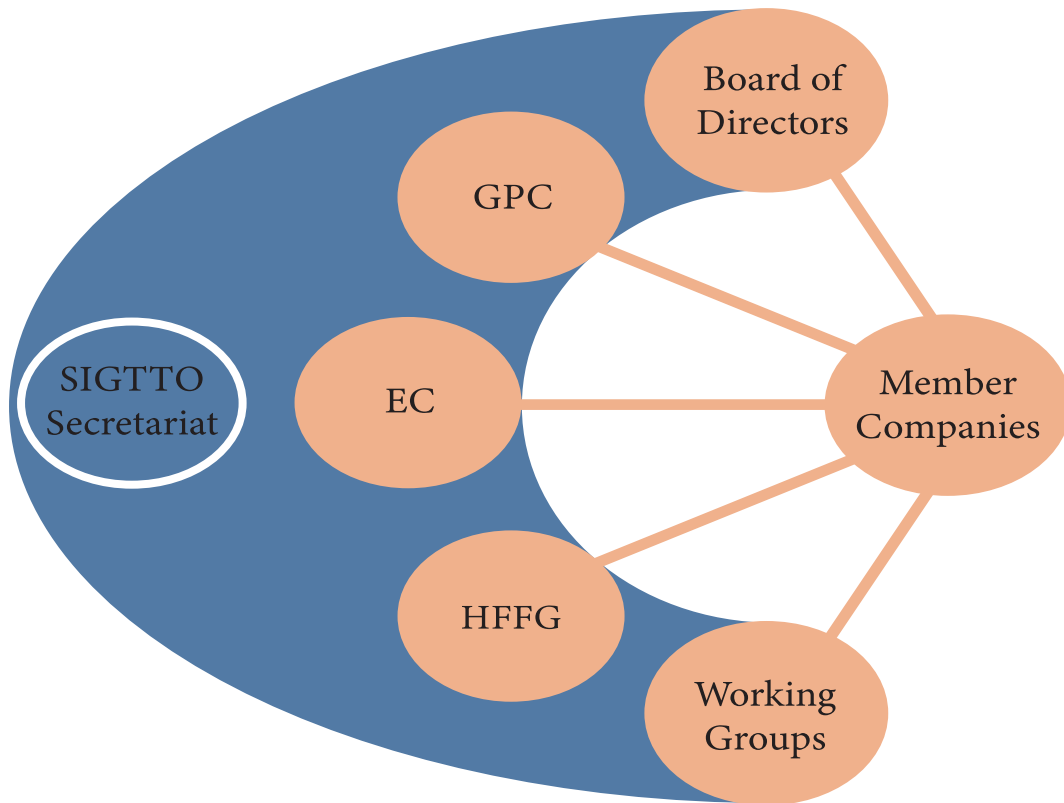 Board of
Directors
GPC
SIGTTO
Secretariat
EC
Member
Companies
HFFG
Working
Groups